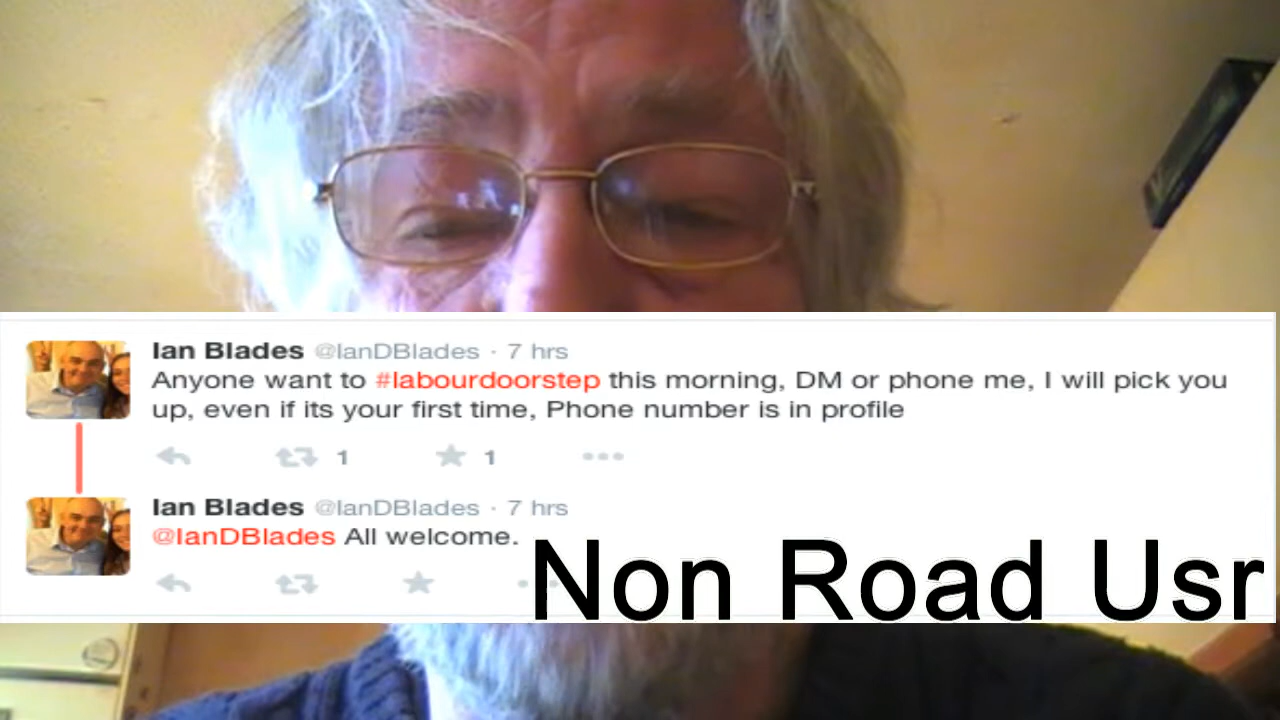 Ian Blades @IanDBlades · 7 hrs
Anyone want to #labourdoorstep this morning, DM or phone me, I will pick you
up, even if its your first time, Phone number is in profile
1 1
Ian Blades @IanDBlades · 7 hrs
@IanDBlades All welcome.
Non Road Usr